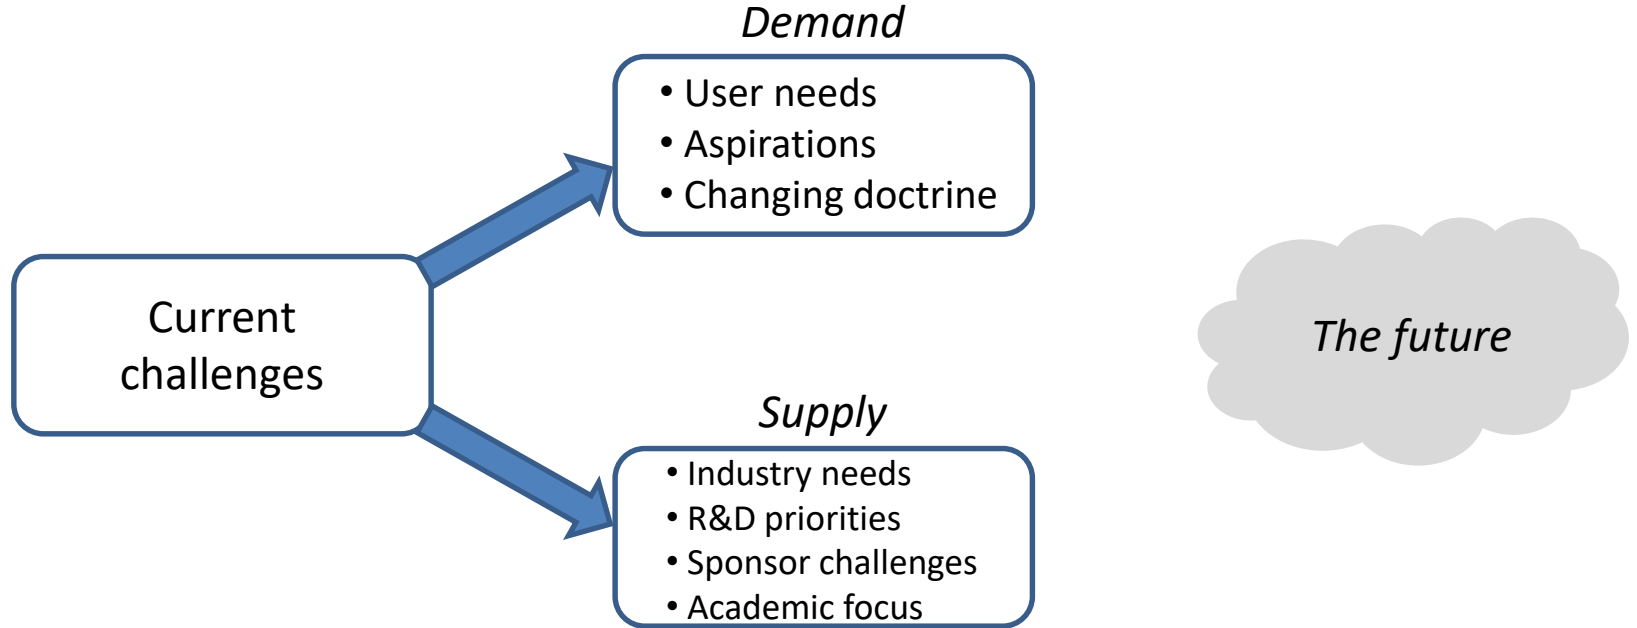 Demand
• User needs
• Aspirations
• Changing doctrine
Current
challenges
The future
Supply
• Industry needs
• R&D priorities
• Sponsor challenges
• Academic focus